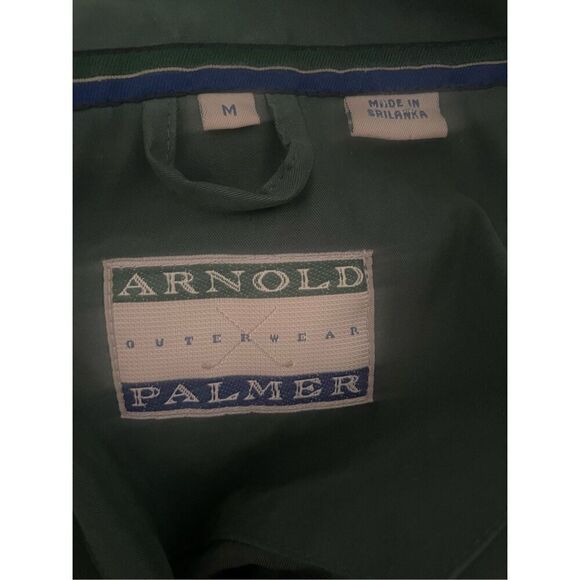 M
MADE IN
SRILANKA
ARNOLD
OUTERWEAR
PALMER